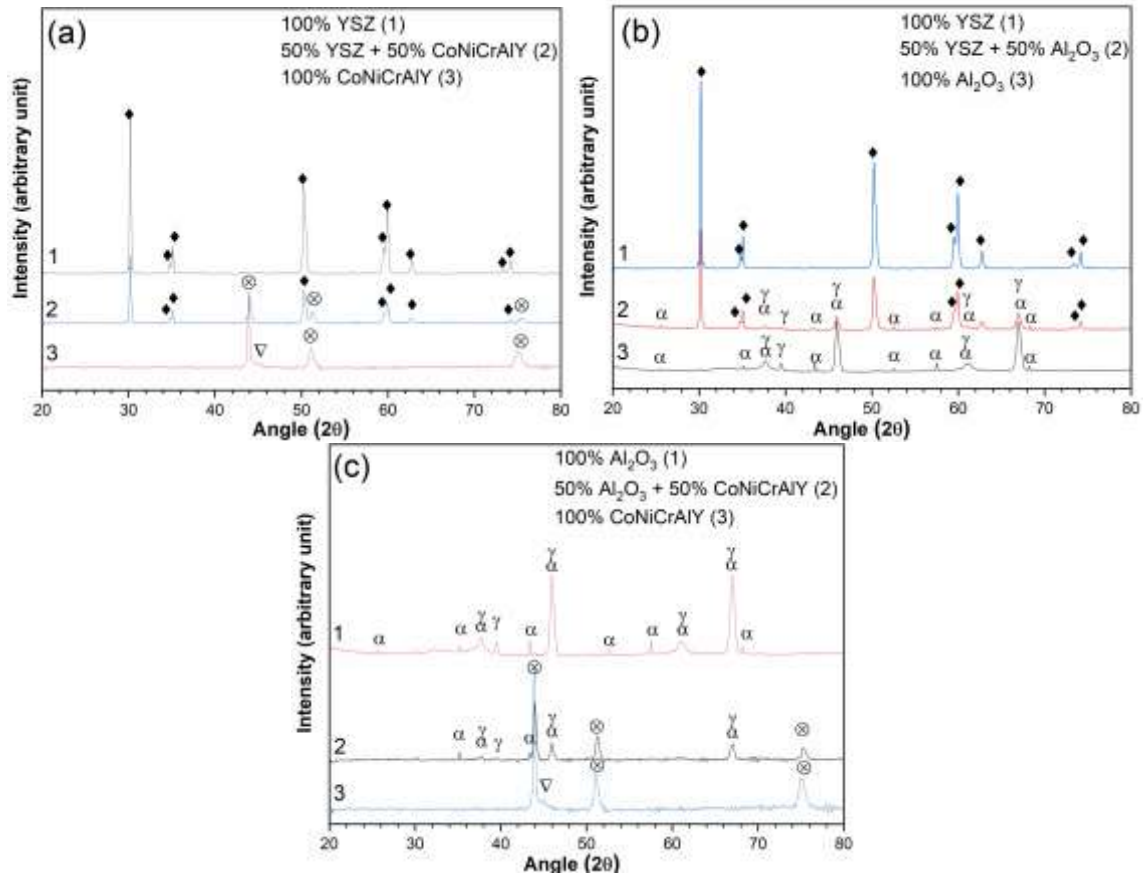 (a)
100% YSZ (1)
50% YSZ + 50% CoNiCrAlY (2)
100% CoNiCrAlY (3)
Intensity (arbitrary unit)
♦ ♦ ♦ ♦ ♦ ♦ ♦ ♦ ♦ ♦
1
⊗ ♦ ♦ ♦ ⊗ ♦ ♦ ♦ ⊗
2
3 ∇ ⊗ ⊗
20 30 40 50 60 70 80
Angle (2θ)
(b)
100% YSZ (1)
50% YSZ + 50% Al₂O₃ (2)
100% Al₂O₃ (3)
Intensity (arbitrary unit)
♦ ♦ ♦ ♦ ♦ ♦ ♦ ♦ ♦
1
γ γ γ γ
2 α ♦ ♦ α γ α α α α ♦ ♦ α α α ♦ ♦
γ γ
3 α α α γ α α α α α
20 30 40 50 60 70 80
Angle (2θ)
(c)
100% Al₂O₃ (1)
50% Al₂O₃ + 50% CoNiCrAlY (2)
100% CoNiCrAlY (3)
Intensity (arbitrary unit)
γ γ
α α
γ γ γ
1 α α α α α α α α
⊗
γ γ γ
2 α α γ α α ⊗ α ⊗
3 ∇ ⊗ ⊗
20 30 40 50 60 70 80
Angle (2θ)